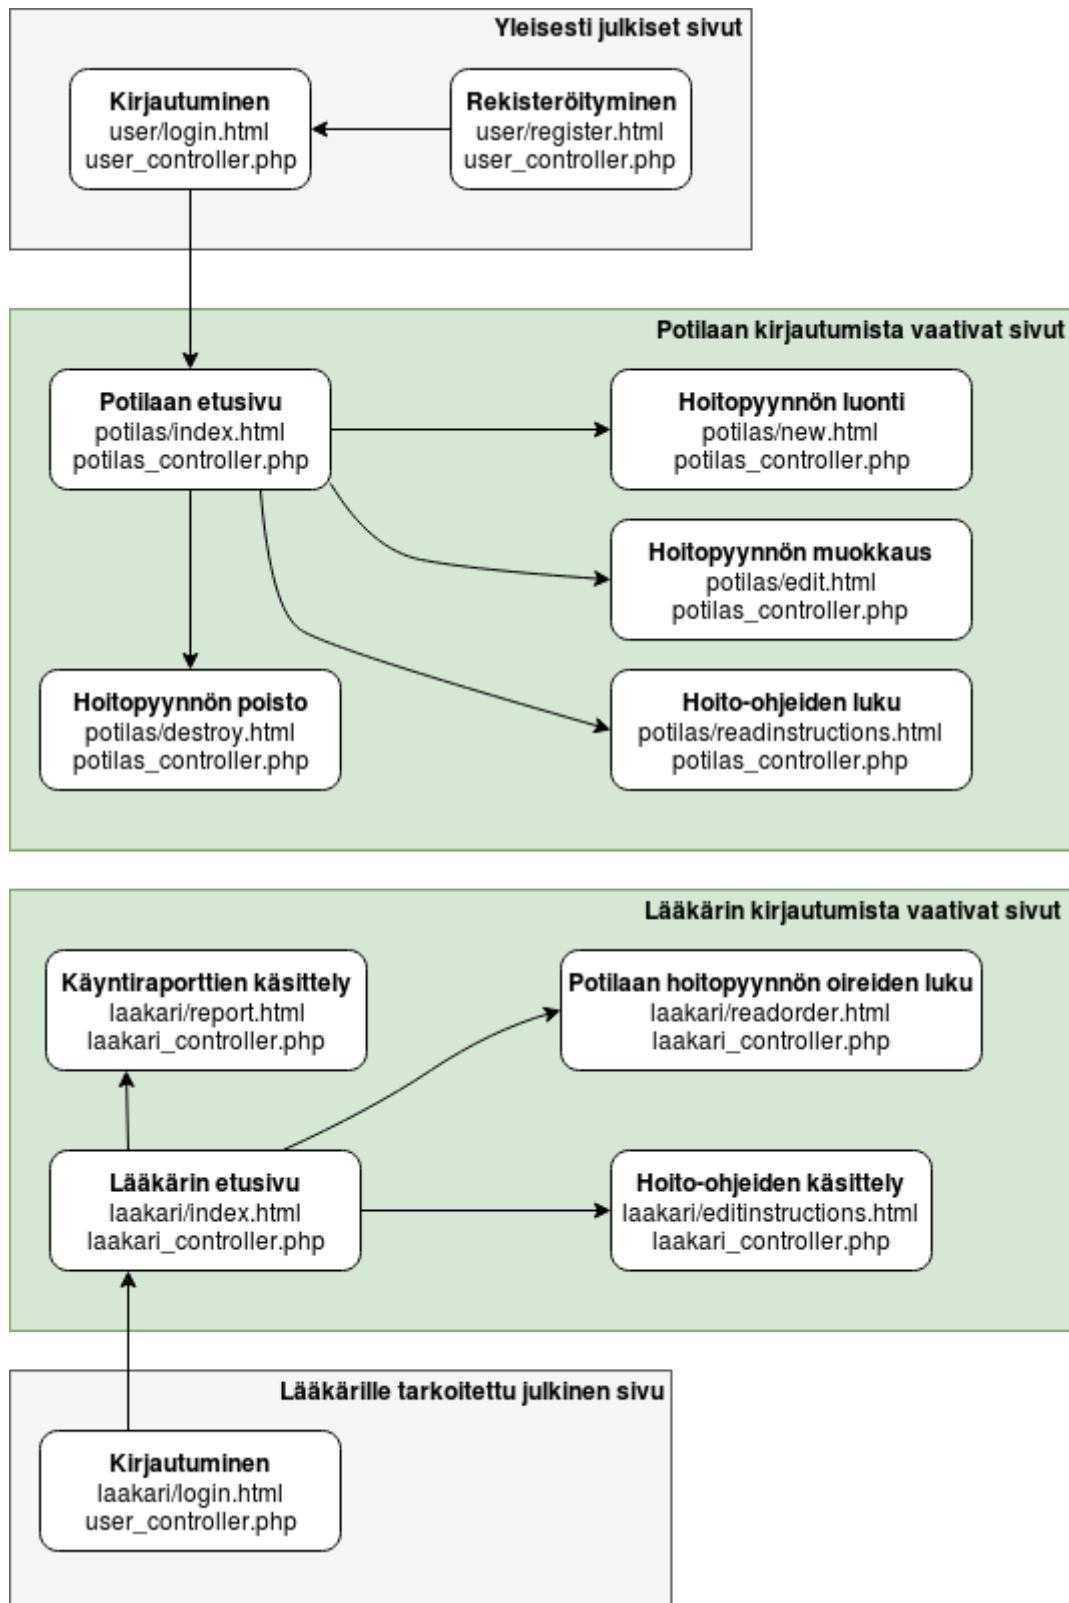 Yleisesti julkiset sivut
Kirjautuminen
user/login.html
user_controller.php
Rekisteröityminen
user/register.html
user_controller.php
Potilaan kirjautumista vaativat sivut
Potilaan etusivu
potilas/index.html
potilas_controller.php
Hoitopyynnön luonti
potilas/new.html
potilas_controller.php
Hoitopyynnön muokkaus
potilas/edit.html
potilas_controller.php
Hoitopyynnön poisto
potilas/destroy.html
potilas_controller.php
Hoito-ohjeiden luku
potilas/readinstructions.html
potilas_controller.php
Lääkärin kirjautumista vaativat sivut
Käyntiraporttien käsittely
laakari/report.html
laakari_controller.php
Potilaan hoitopyynnön oireiden luku
laakari/readorder.html
laakari_controller.php
Lääkärin etusivu
laakari/index.html
laakari_controller.php
Hoito-ohjeiden käsittely
laakari/editinstructions.html
laakari_controller.php
Lääkärille tarkoitettu julkinen sivu
Kirjautuminen
laakari/login.html
user_controller.php